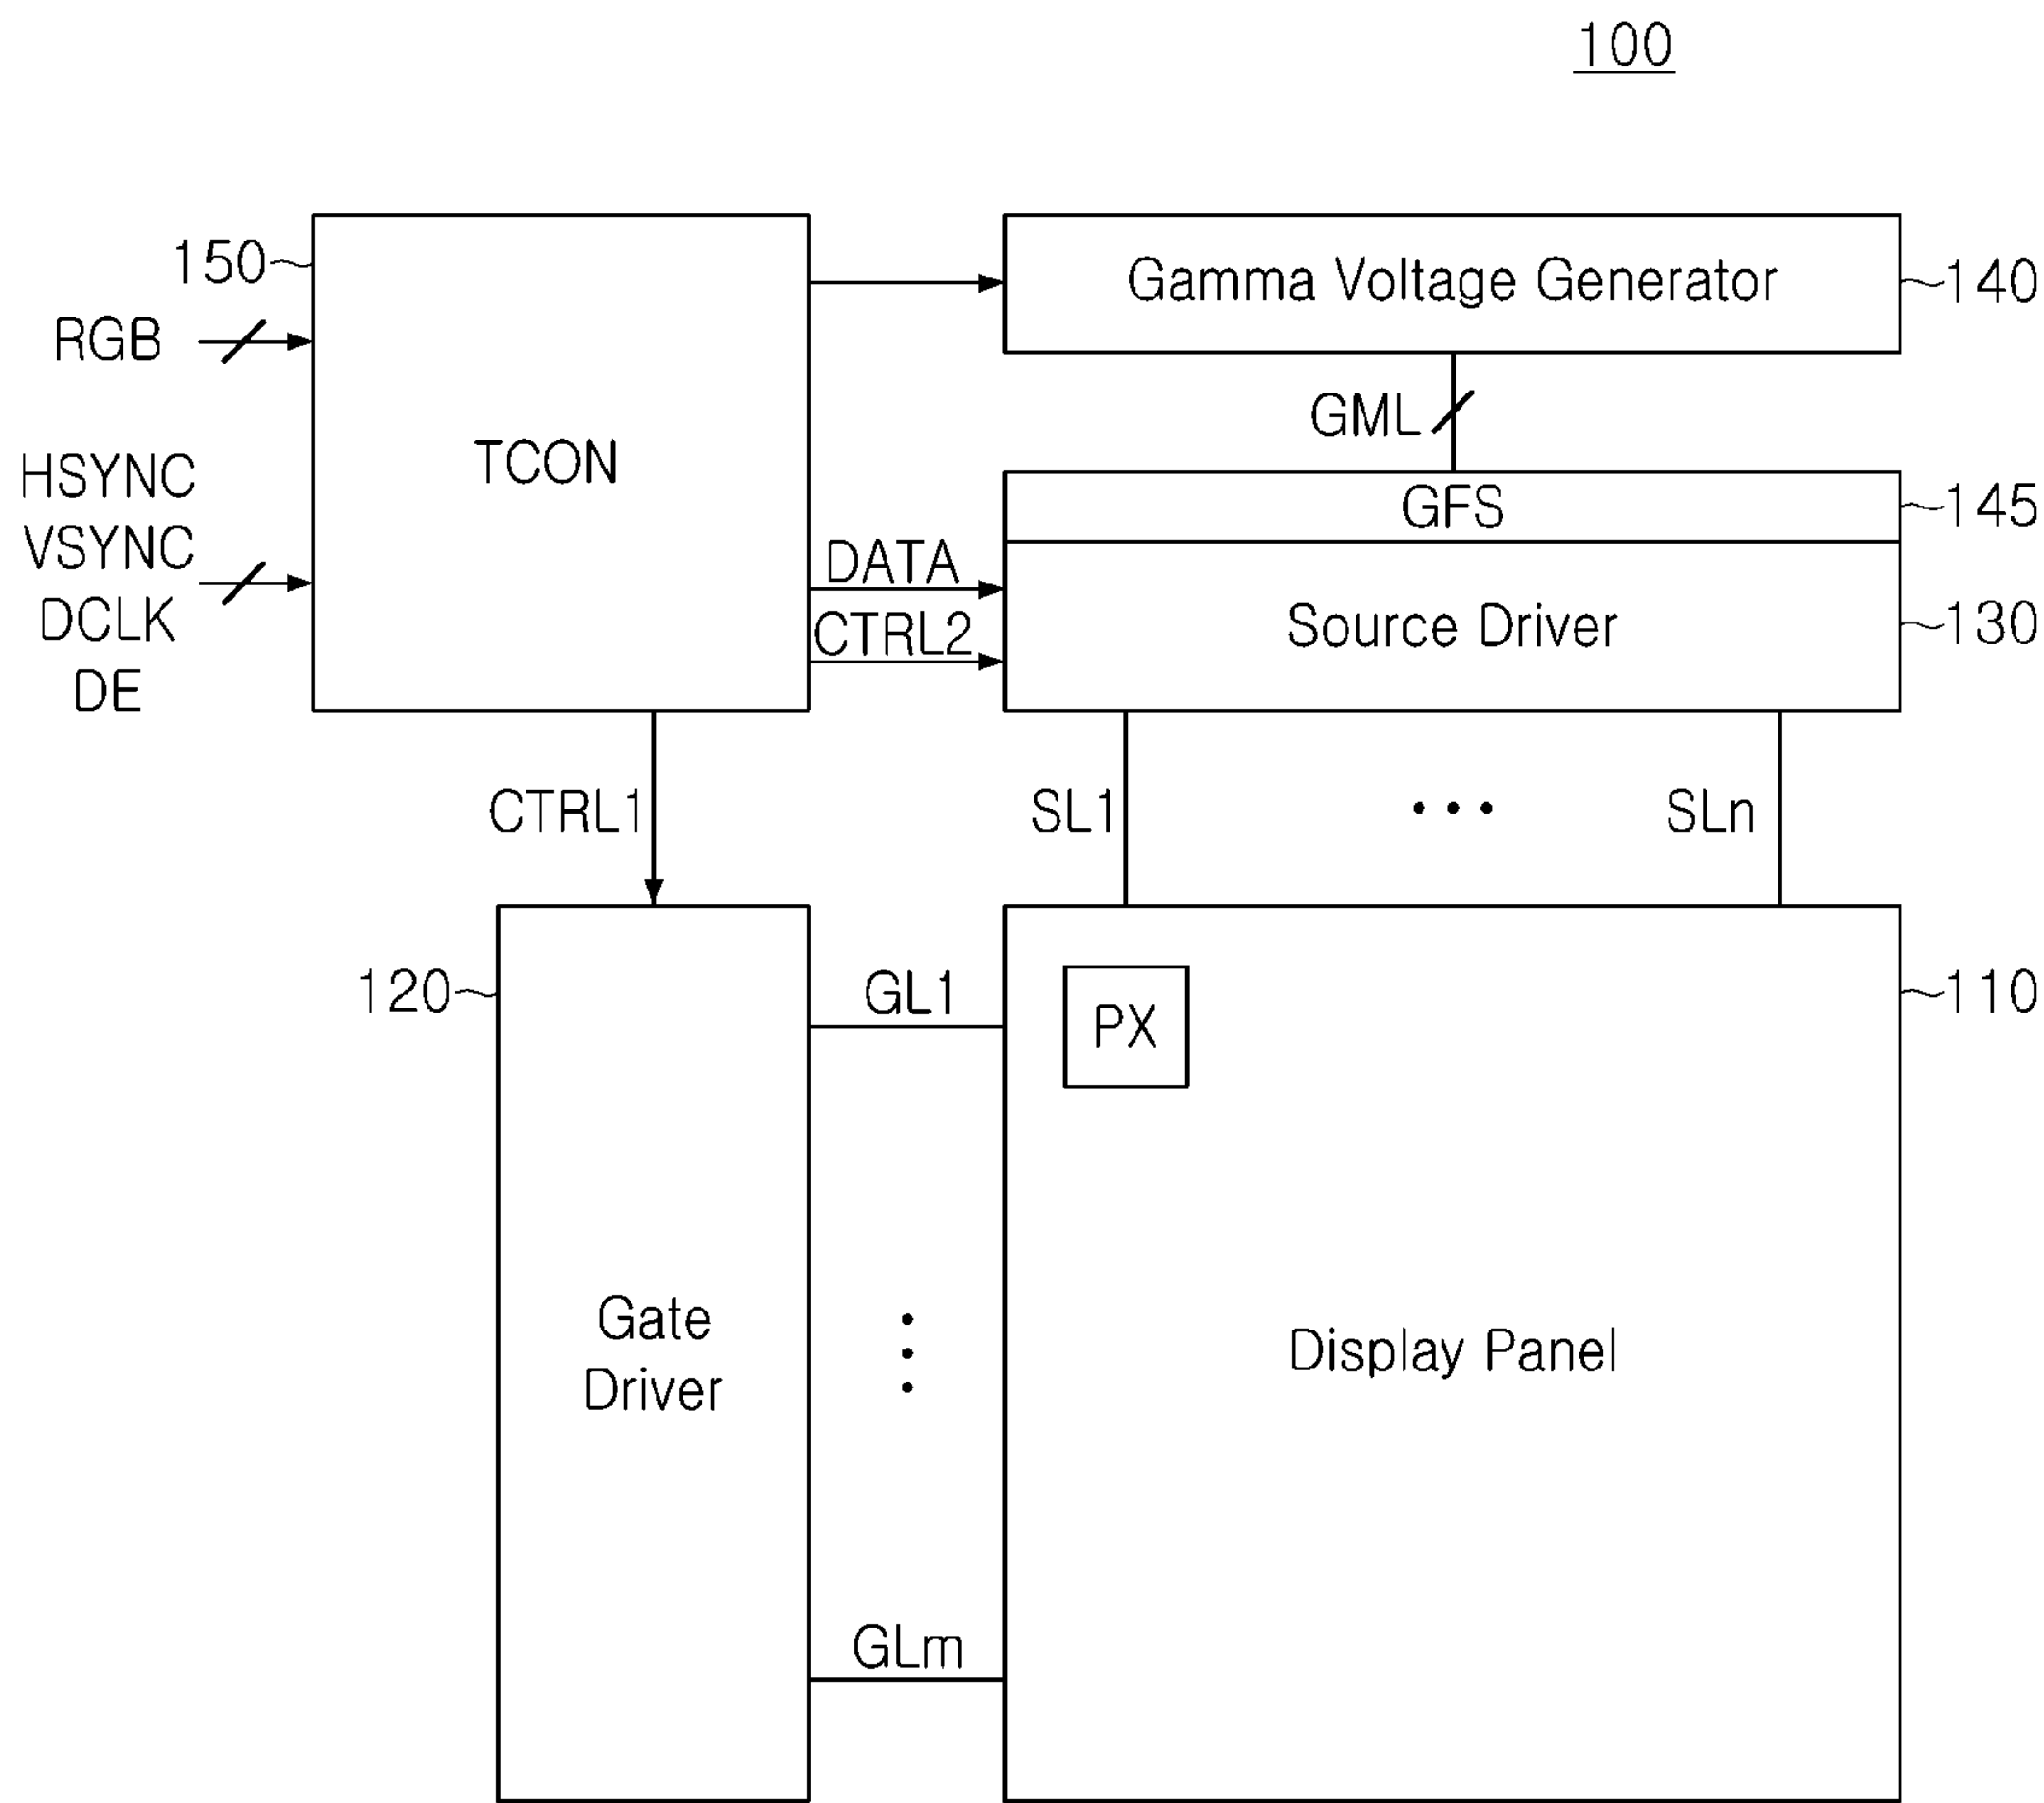 100
150
RGB
HSYNC
VSYNC
DCLK
DE
TCON
Gamma Voltage Generator
140
GML
GFS
145
DATA
CTRL2
Source Driver
130
CTRL1
SL1
...
SLn
120
GL1
PX
110
Gate
Driver
Display Panel
GLm